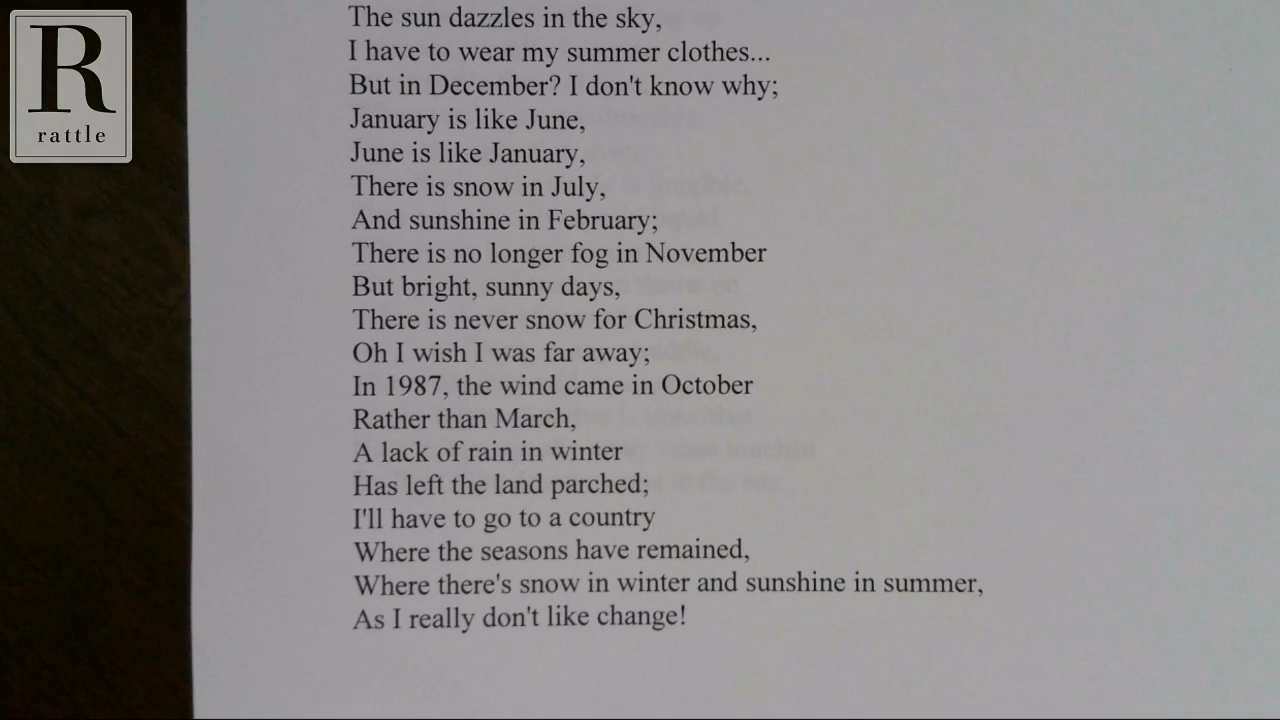 R
rattle
The sun dazzles in the sky,
I have to wear my summer clothes...
But in December? I don't know why;
January is like June,
June is like January,
There is snow in July,
And sunshine in February;
There is no longer fog in November
But bright, sunny days,
There is never snow for Christmas,
Oh I wish I was far away;
In 1987, the wind came in October
Rather than March,
A lack of rain in winter
Has left the land parched;
I'll have to go to a country
Where the seasons have remained,
Where there's snow in winter and sunshine in summer,
As I really don't like change!